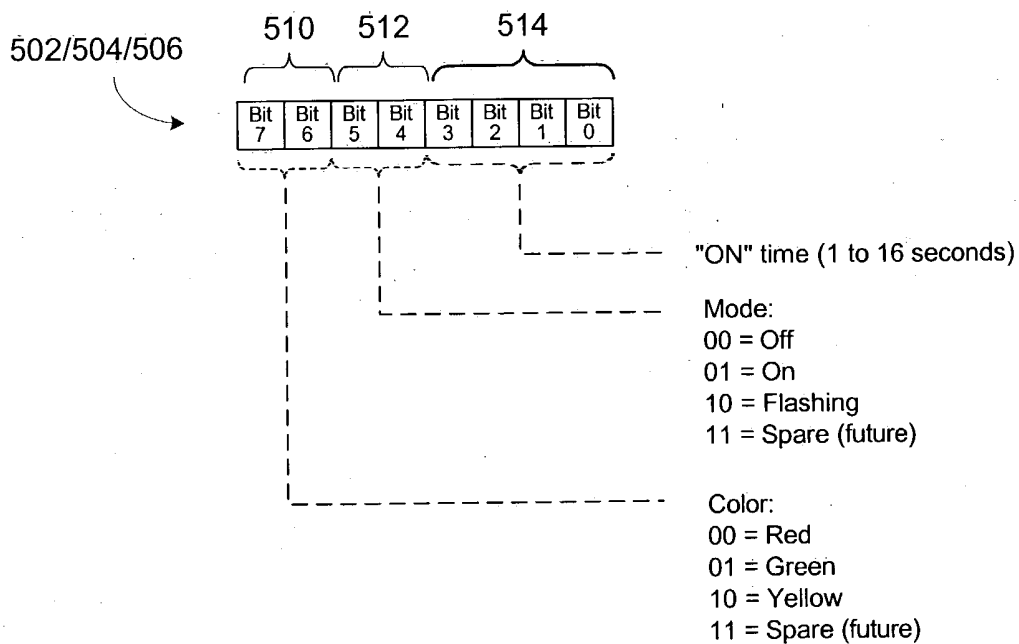 510 512 514
502/504/506
Bit 7 Bit 6 Bit 5 Bit 4 Bit 3 Bit 2 Bit 1 Bit 0
"ON" time (1 to 16 seconds)
Mode:
00 = Off
01 = On
10 = Flashing
11 = Spare (future)
Color:
00 = Red
01 = Green
10 = Yellow
11 = Spare (future)